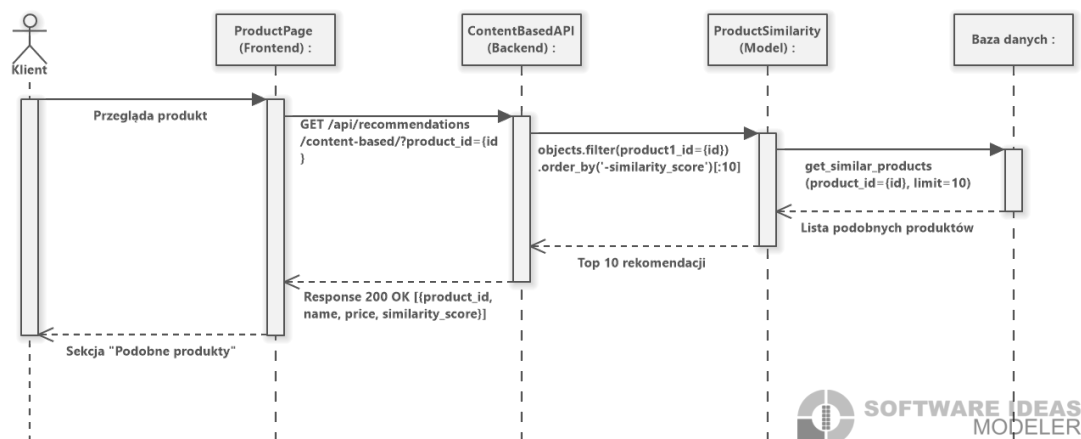 Klient
ProductPage
(Frontend) :
ContentBasedAPI
(Backend) :
ProductSimilarity
(Model) :
Baza danych :
Przegląda produkt
GET /api/recommendations
/content-based/?product_id={id
}
objects.filter(product1_id={id})
.order_by('-similarity_score')[:10]
get_similar_products
(product_id={id}, limit=10)
Lista podobnych produktów
Top 10 rekomendacji
Response 200 OK [{product_id,
name, price, similarity_score}]
Sekcja "Podobne produkty"
SOFTWARE IDEAS
MODELER